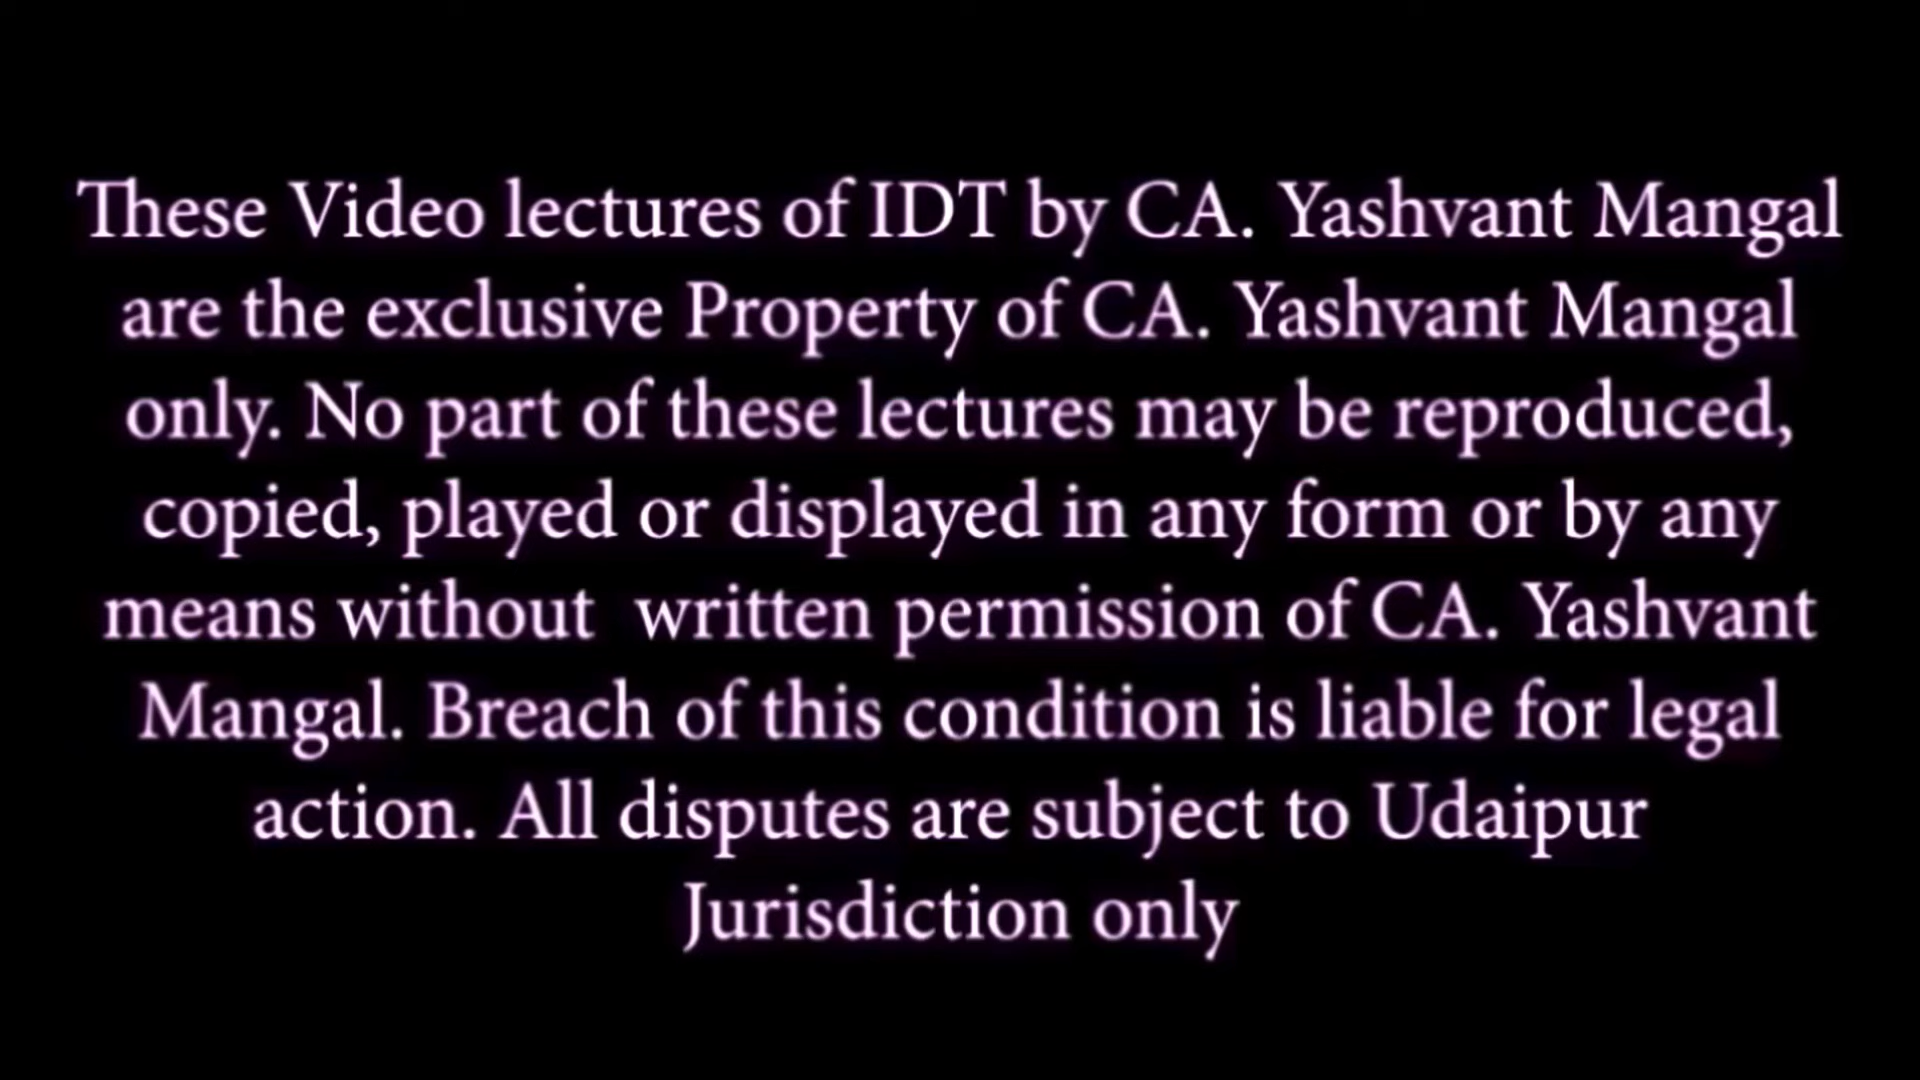 These Video lectures of IDT by CA. Yashvant Mangal
are the exclusive Property of CA. Yashvant Mangal
only. No part of these lectures may be reproduced,
copied, played or displayed in any form or by any
means without  written permission of CA. Yashvant
Mangal. Breach of this condition is liable for legal
action. All disputes are subject to Udaipur
Jurisdiction only